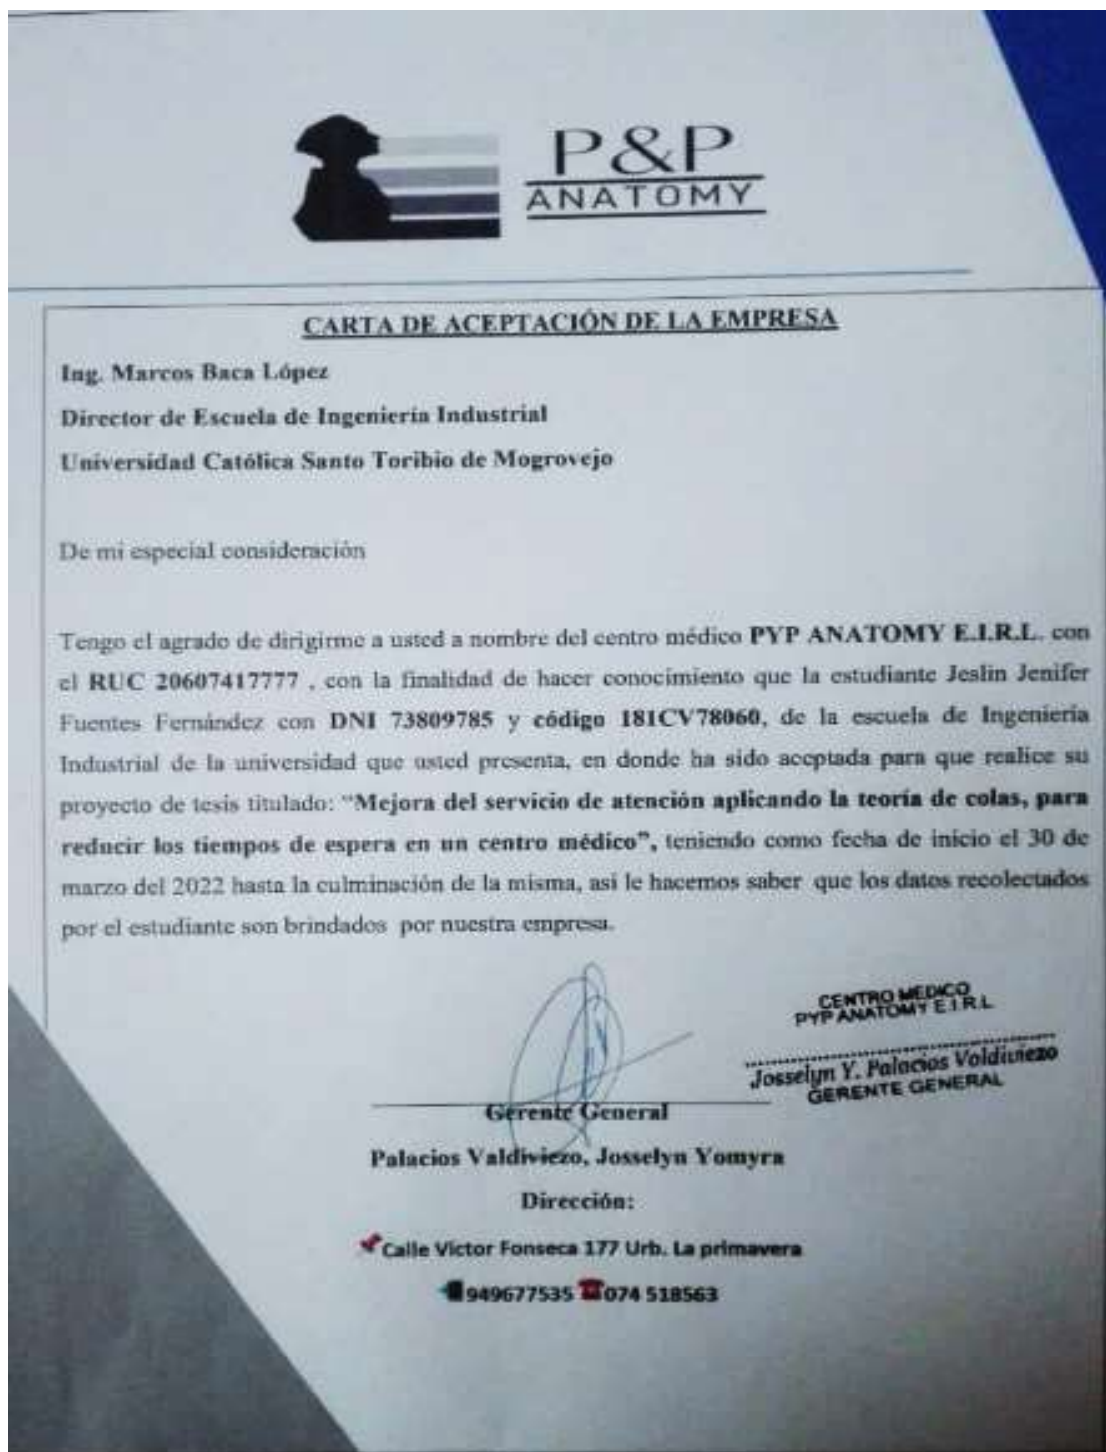 P&P
ANATOMY
CARTA DE ACEPTACIÓN DE LA EMPRESA
Ing. Marcos Baca López
Director de Escuela de Ingeniería Industrial
Universidad Católica Santo Toribio de Mogrovejo
De mi especial consideración
Tengo el agrado de dirigirme a usted a nombre del centro médico PYP ANATOMY E.I.R.L. con
el RUC 20607417777 , con la finalidad de hacer conocimiento que la estudiante Jeslin Jenifer
Fuentes Fernández con DNI 73809785 y código 181CV78060, de la escuela de Ingeniería
Industrial de la universidad que usted presenta, en donde ha sido aceptada para que realice su
proyecto de tesis titulado: "Mejora del servicio de atención aplicando la teoría de colas, para
reducir los tiempos de espera en un centro médico", teniendo como fecha de inicio el 30 de
marzo del 2022 hasta la culminación de la misma, así le hacemos saber que los datos recolectados
por el estudiante son brindados por nuestra empresa.
CENTRO MEDICO
PYP ANATOMY E.I.R.L
Josselyn Y. Palacios Valdiviezo
GERENTE GENERAL
Gerente General
Palacios Valdiviezo, Josselyn Yomyra
Dirección:
Calle Victor Fonseca 177 Urb. La primavera
949677535 074 518563